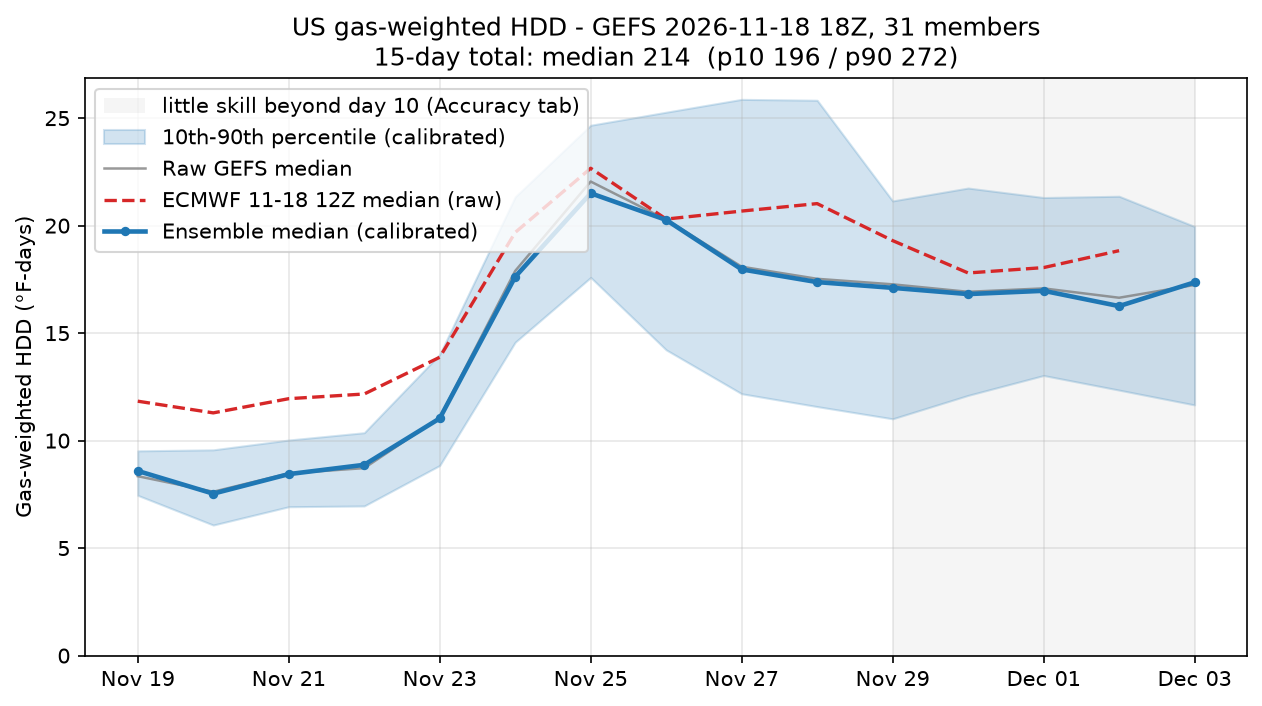 US gas-weighted HDD - GEFS 2026-11-18 18Z, 31 members
15-day total: median 214  (p10 196 / p90 272)
little skill beyond day 10 (Accuracy tab)
10th-90th percentile (calibrated)
Raw GEFS median
ECMWF 11-18 12Z median (raw)
Ensemble median (calibrated)
Gas-weighted HDD (°F-days)
25
20
15
10
5
0
Nov 19
Nov 21
Nov 23
Nov 25
Nov 27
Nov 29
Dec 01
Dec 03